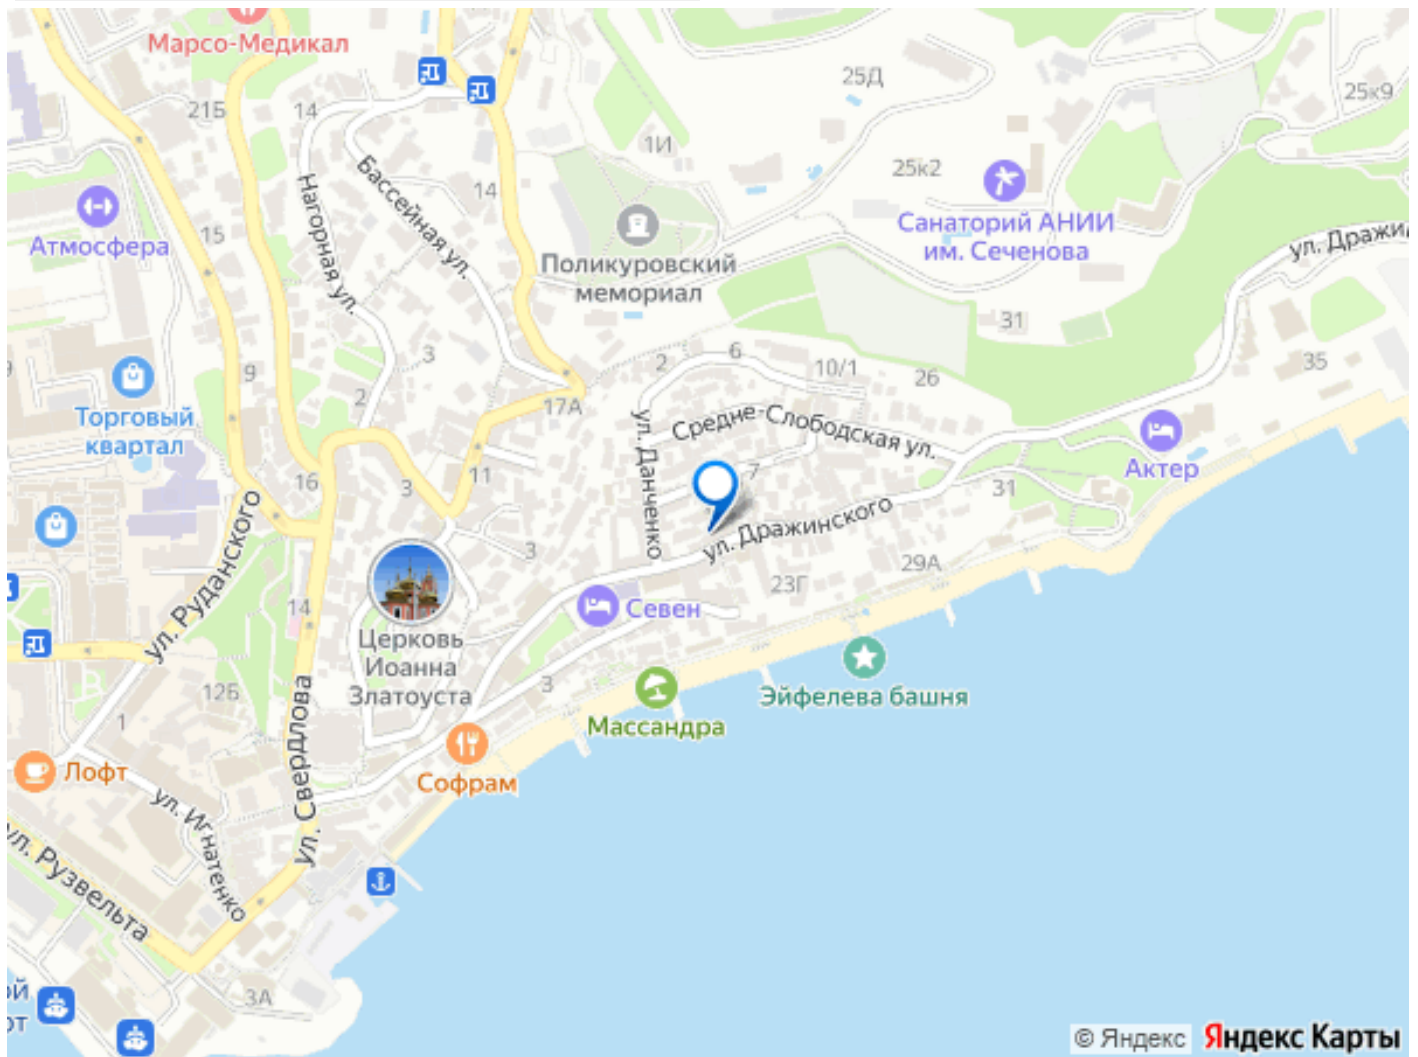 Марсо-Медикал
21Б
14
25Д
25к9
1И
Бассейная ул.
14
25к2
Нагорная ул.
Санаторий АНИИ
им. Сеченова
Атмосфера
15
ул. Дражи
Поликуровский
мемориал
31
3
2
6
10/1
26
35
9
2
17А
Торговый
квартал
ул. Данченко
Средне-Слободская ул.
Актер
11
16
3
7
31
ул. Дражинского
ул. Руданского
3
29А
23Г
14
Севен
Церковь
Иоанна
Златоуста
12Б
3
Эйфелева башня
1
Массандра
ул. Свердлова
Лофт
Софрам
ул. Игнатенко
ул. Рузвельта
3А
ой
рт
© Яндекс
Яндекс Карты